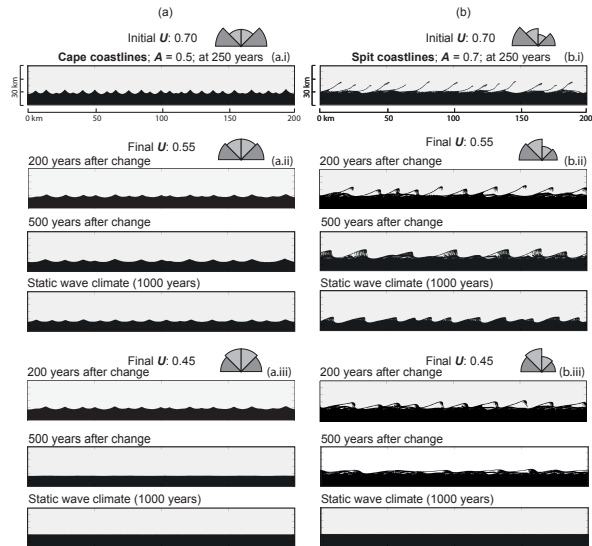 (a)
Initial U: 0.70
Cape coastlines; A = 0.5; at 250 years (a.i)
30 km
0 km 50 100 150 200
Final U: 0.55
200 years after change (a.ii)
500 years after change
Static wave climate (1000 years)
Final U: 0.45
200 years after change (a.iii)
500 years after change
Static wave climate (1000 years)
(b)
Initial U: 0.70
Spit coastlines; A = 0.7; at 250 years (b.i)
30 km
0 km 50 100 150 200
Final U: 0.55
200 years after change (b.ii)
500 years after change
Static wave climate (1000 years)
Final U: 0.45
200 years after change (b.iii)
500 years after change
Static wave climate (1000 years)